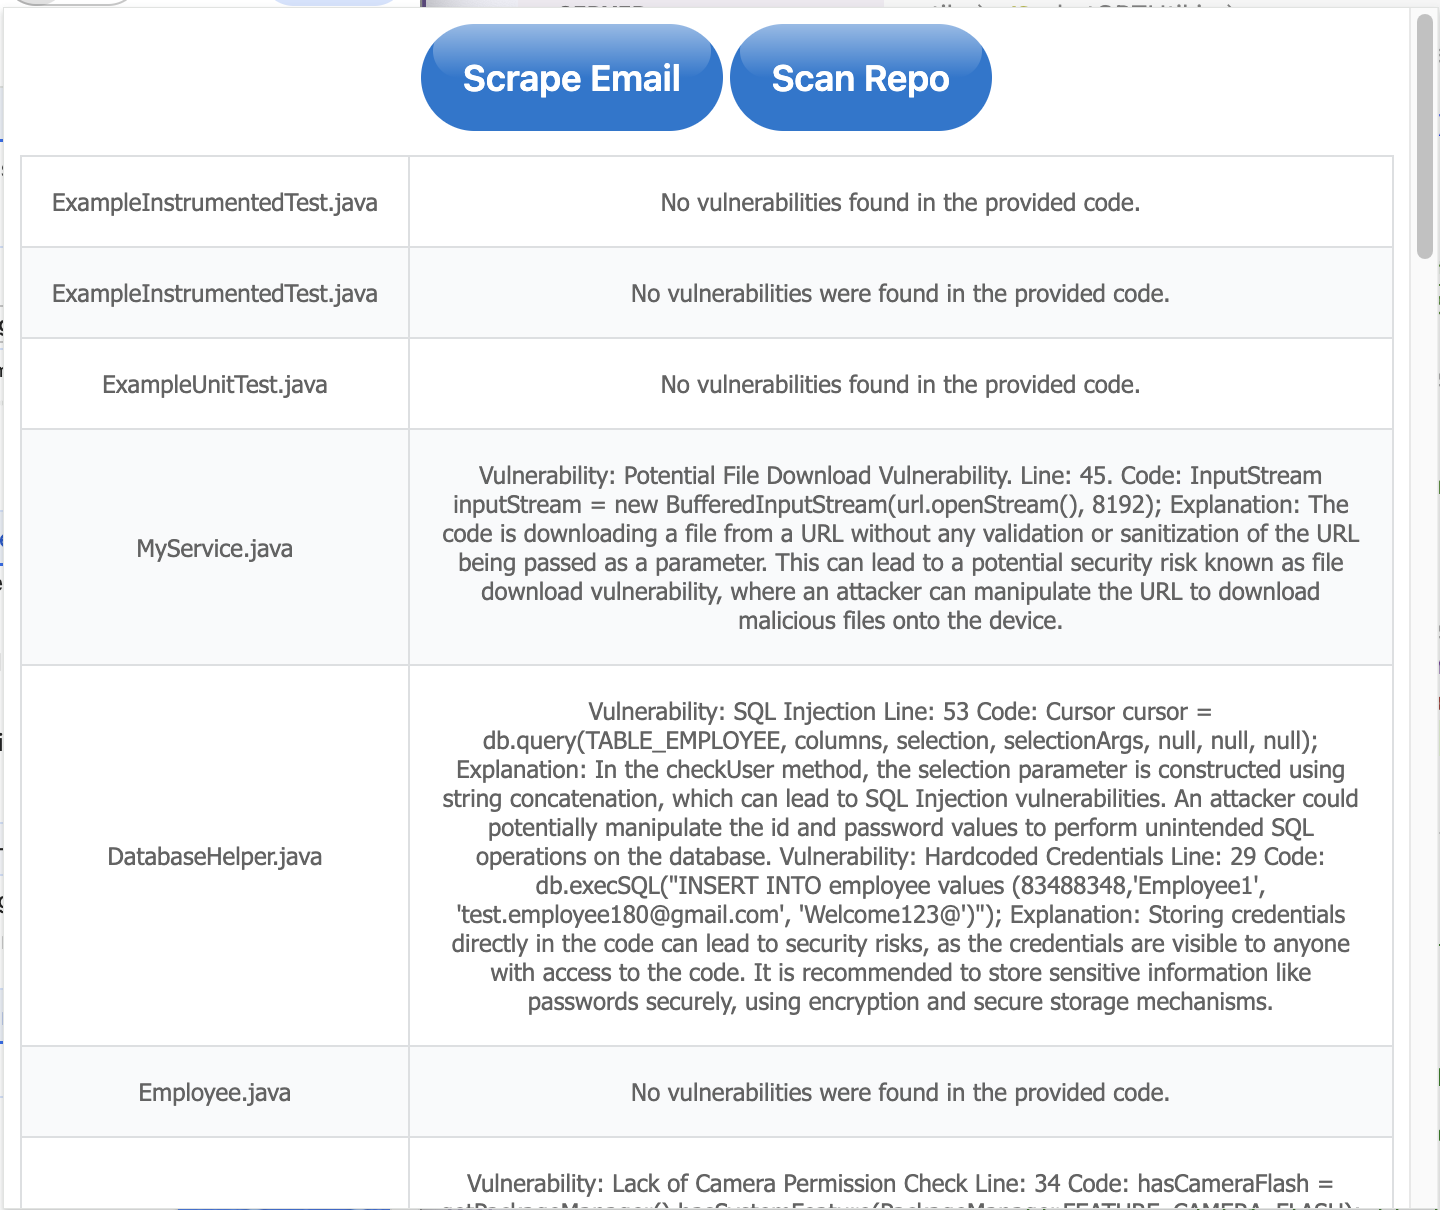 Scrape Email
Scan Repo
ExampleInstrumentedTest.java
No vulnerabilities found in the provided code.
ExampleInstrumentedTest.java
No vulnerabilities were found in the provided code.
ExampleUnitTest.java
No vulnerabilities found in the provided code.
MyService.java
Vulnerability: Potential File Download Vulnerability. Line: 45. Code: InputStream
inputStream = new BufferedInputStream(url.openStream(), 8192); Explanation: The
code is downloading a file from a URL without any validation or sanitization of the URL
being passed as a parameter. This can lead to a potential security risk known as file
download vulnerability, where an attacker can manipulate the URL to download
malicious files onto the device.
DatabaseHelper.java
Vulnerability: SQL Injection Line: 53 Code: Cursor cursor =
db.query(TABLE_EMPLOYEE, columns, selection, selectionArgs, null, null, null);
Explanation: In the checkUser method, the selection parameter is constructed using
string concatenation, which can lead to SQL Injection vulnerabilities. An attacker could
potentially manipulate the id and password values to perform unintended SQL
operations on the database. Vulnerability: Hardcoded Credentials Line: 29 Code:
db.execSQL("INSERT INTO employee values (83488348,'Employee1',
'test.employee180@gmail.com', 'Welcome123@')"); Explanation: Storing credentials
directly in the code can lead to security risks, as the credentials are visible to anyone
with access to the code. It is recommended to store sensitive information like
passwords securely, using encryption and secure storage mechanisms.
Employee.java
No vulnerabilities were found in the provided code.
Vulnerability: Lack of Camera Permission Check Line: 34 Code: hasCameraFlash =
getPackageManager().hasSystemFeature(PackageManager.FEATURE_CAMERA_FLASH);